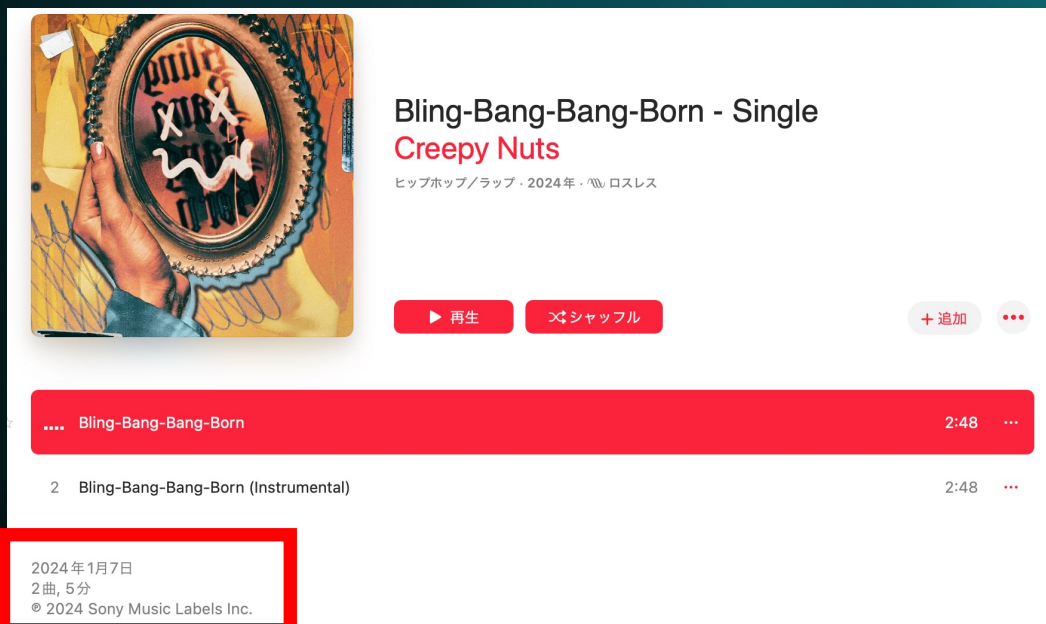 Bling-Bang-Bang-Born - Single
Creepy Nuts
ヒップホップ／ラップ · 2024年 · ロスレス
再生
シャッフル
+ 追加
Bling-Bang-Bang-Born 2:48
2 Bling-Bang-Bang-Born (Instrumental) 2:48
2024年1月7日
2曲, 5分
℗ 2024 Sony Music Labels Inc.